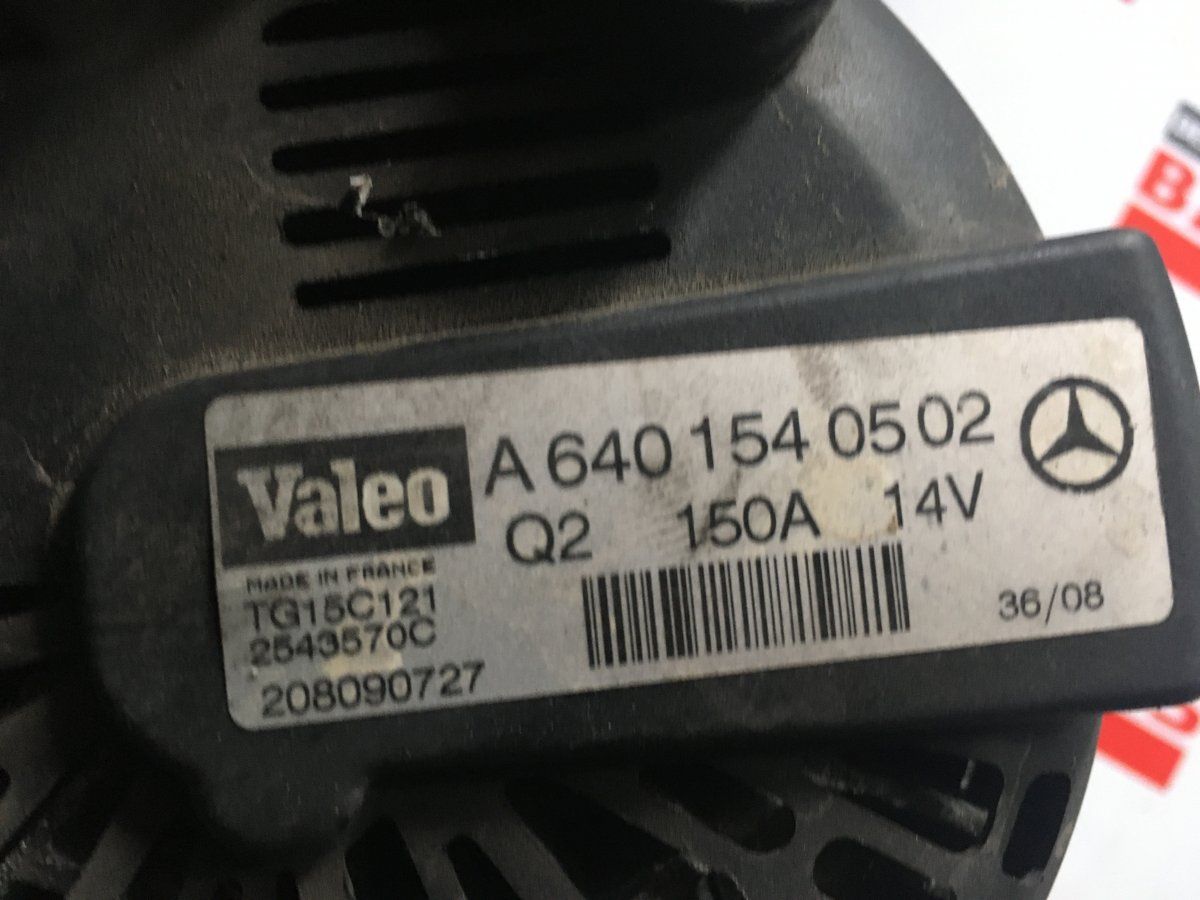 Valeo
A 640 154 05 02
Q2 150A 14V
MADE IN FRANCE
TG15C121
2543570C
208090727
36/08